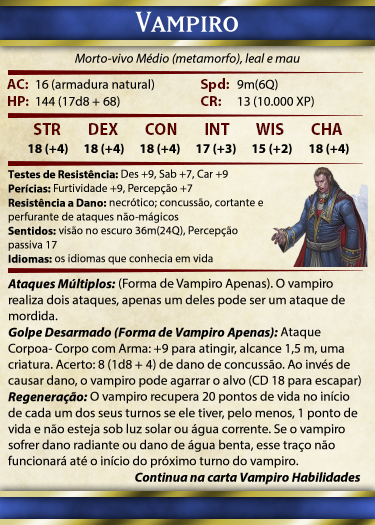 VAMPIRO
Morto-vivo Médio (metamorfo), leal e mau
AC: 16 (armadura natural) Spd: 9m(6Q)
HP: 144 (17d8 + 68) CR: 13 (10.000 XP)
STR DEX CON INT WIS CHA
18 (+4) 18 (+4) 18 (+4) 17 (+3) 15 (+2) 18 (+4)
Testes de Resistência: Des +9, Sab +7, Car +9
Perícias: Furtividade +9, Percepção +7
Resistência a Dano: necrótico; concussão, cortante e
perfurante de ataques não-mágicos
Sentidos: visão no escuro 36m(24Q), Percepção
passiva 17
Idiomas: os idiomas que conhecia em vida
Ataques Múltiplos: (Forma de Vampiro Apenas). O vampiro
realiza dois ataques, apenas um deles pode ser um ataque de
mordida.
Golpe Desarmado (Forma de Vampiro Apenas): Ataque
Corpoa- Corpo com Arma: +9 para atingir, alcance 1,5 m, uma
criatura. Acerto: 8 (1d8 + 4) de dano de concussão. Ao invés de
causar dano, o vampiro pode agarrar o alvo (CD 18 para escapar)
Regeneração: O vampiro recupera 20 pontos de vida no início
de cada um dos seus turnos se ele tiver, pelo menos, 1 ponto de
vida e não esteja sob luz solar ou água corrente. Se o vampiro
sofrer dano radiante ou dano de água benta, esse traço não
funcionará até o início do próximo turno do vampiro.
Continua na carta Vampiro Habilidades